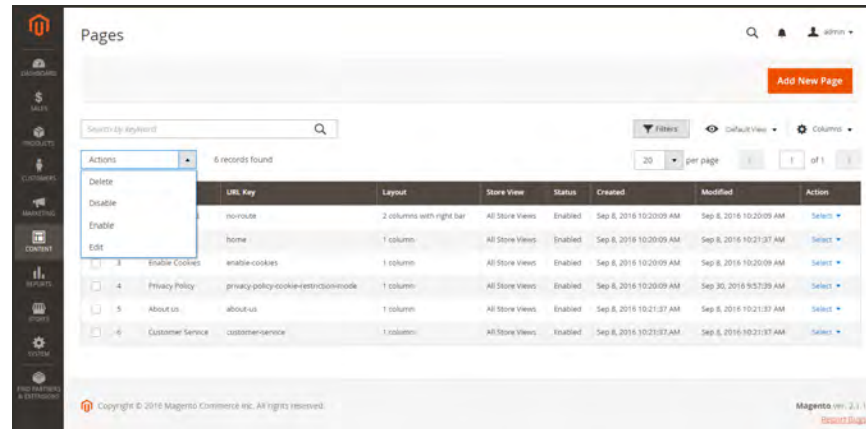 Pages
admin
DASHBOARD
SALES
PRODUCTS
CUSTOMERS
MARKETING
CONTENT
REPORTS
STORES
SYSTEM
FIND PARTNERS
& EXTENSIONS
Add New Page
Search by keyword
Filters
Default View
Columns
Actions
6 records found
20
per page
1
of 1
Delete
Disable
Enable
Edit
URL Key Layout Store View Status Created Modified Action
no-route 2 columns with right bar All Store Views Enabled Sep 8, 2016 10:20:09 AM Sep 8, 2016 10:20:09 AM Select
home 1 column All Store Views Enabled Sep 8, 2016 10:20:09 AM Sep 8, 2016 10:21:37 AM Select
3 Enable Cookies enable-cookies 1 column All Store Views Enabled Sep 8, 2016 10:20:09 AM Sep 8, 2016 10:20:09 AM Select
4 Privacy Policy privacy-policy-cookie-restriction-mode 1 column All Store Views Enabled Sep 8, 2016 10:20:09 AM Sep 30, 2016 9:57:39 AM Select
5 About us about-us 1 column All Store Views Enabled Sep 8, 2016 10:21:37 AM Sep 8, 2016 10:21:37 AM Select
6 Customer Service customer-service 1 column All Store Views Enabled Sep 8, 2016 10:21:37 AM Sep 8, 2016 10:21:37 AM Select
Copyright © 2016 Magento Commerce Inc. All rights reserved.
Magento ver. 2.1.1
Report Bugs